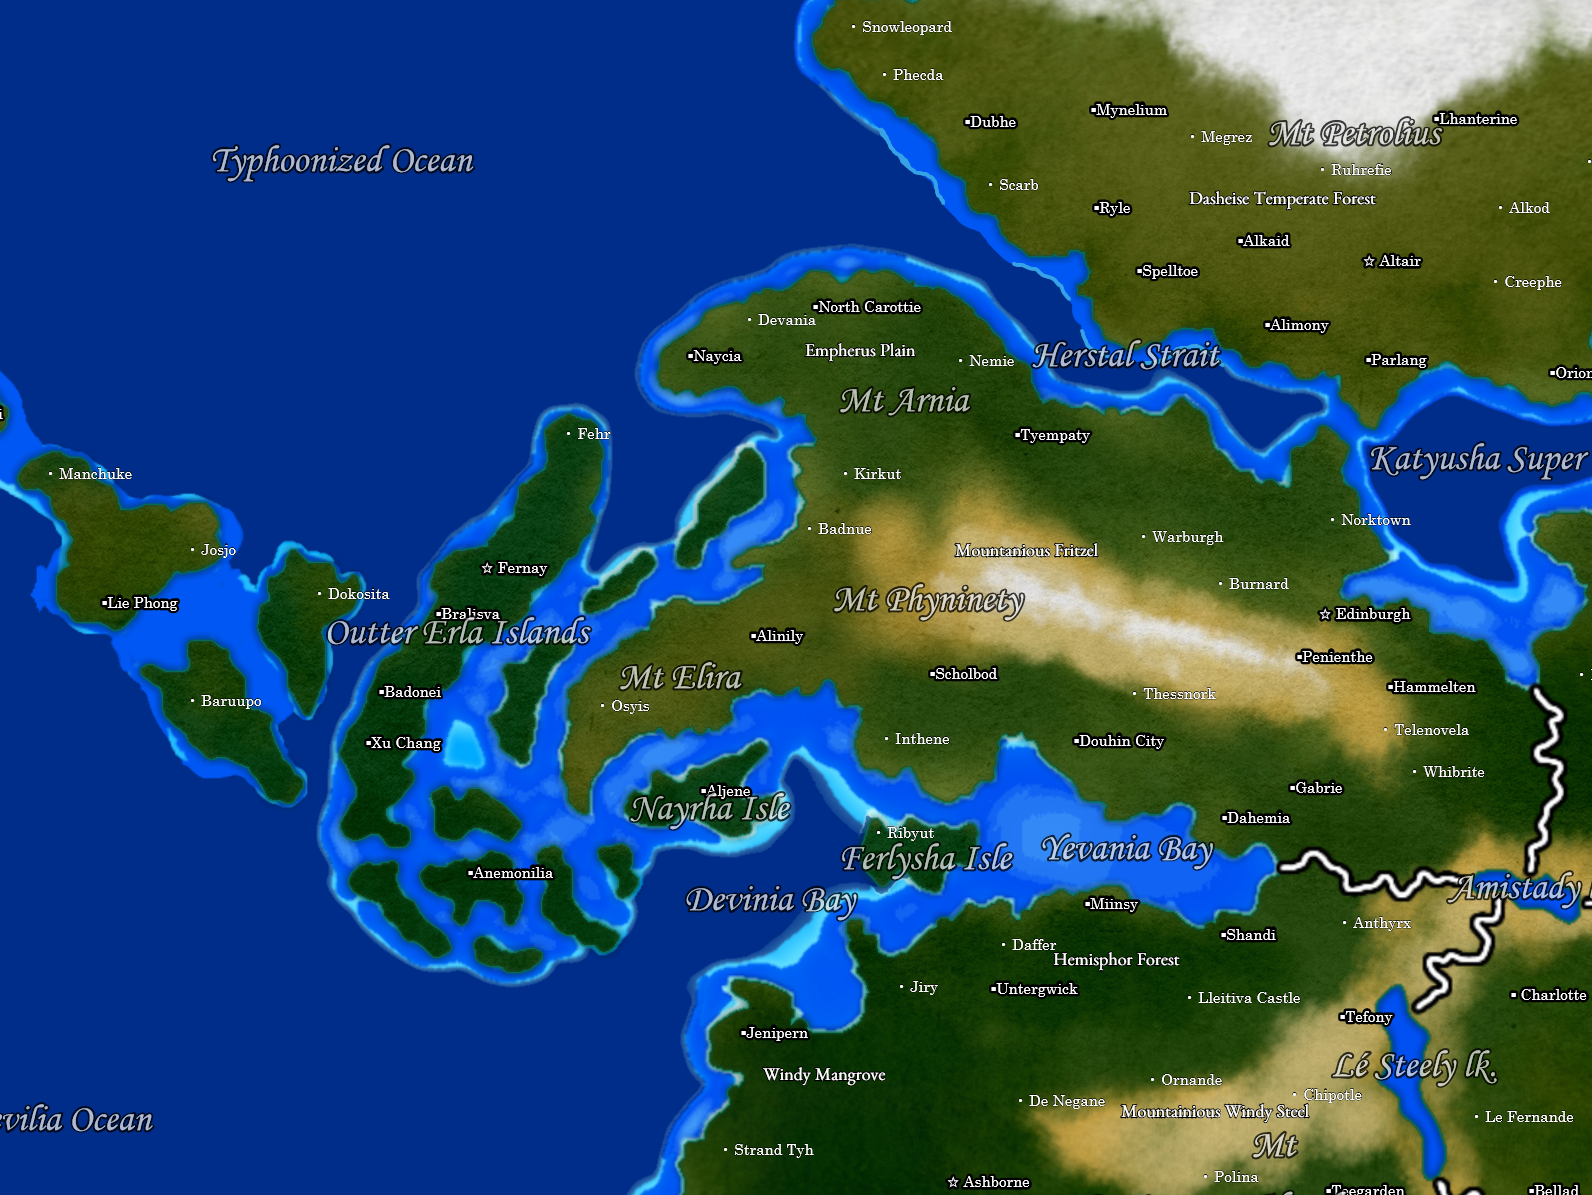 Snowleopard
Phecda
Mynelium
Dubhe
Lhanterine
Mt Petrolius
Megrez
Typhoonized Ocean
Ruhrefie
Scarb
Dasheise Temperate Forest
Ryle
Alkod
Alkaid
Altair
Spelltoe
Creephe
North Carottie
Devania
Alimony
Empherus Plain
Naycia
Herstal Strait
Nemie
Parlang
Orion
Mt Arnia
i
Fehr
Tyempaty
Katyusha Super
Manchuke
Kirkut
Norktown
Badnue
Warburgh
Josjo
Mountanious Fritzel
Fernay
Burnard
Dokosita
Mt Phyninety
Lie Phong
Bralisva
Edinburgh
Outter Erla Islands
Alinily
Penienthe
Scholbod
Mt Elira
Hammelten
Badonei
Thessnork
Baruupo
Osyis
Telenovela
Xu Chang
Inthene
Douhin City
Whibrite
Gabrie
Aljene
Nayrha Isle
Dahemia
Ribyut
Yevania Bay
Ferlysha Isle
Anemonilia
Amistady
Devinia Bay
Miinsy
Anthyrx
Shandi
Daffer
Hemisphor Forest
Jiry
Untergwick
Lleitiva Castle
Charlotte
Tefony
Jenipern
Lé Steely lk.
Windy Mangrove
Ornande
Chipotle
De Negane
Mountainious Windy Steel
evilia Ocean
Le Fernande
Mt
Strand Tyh
Polina
Ashborne
Teegarden
Bellad